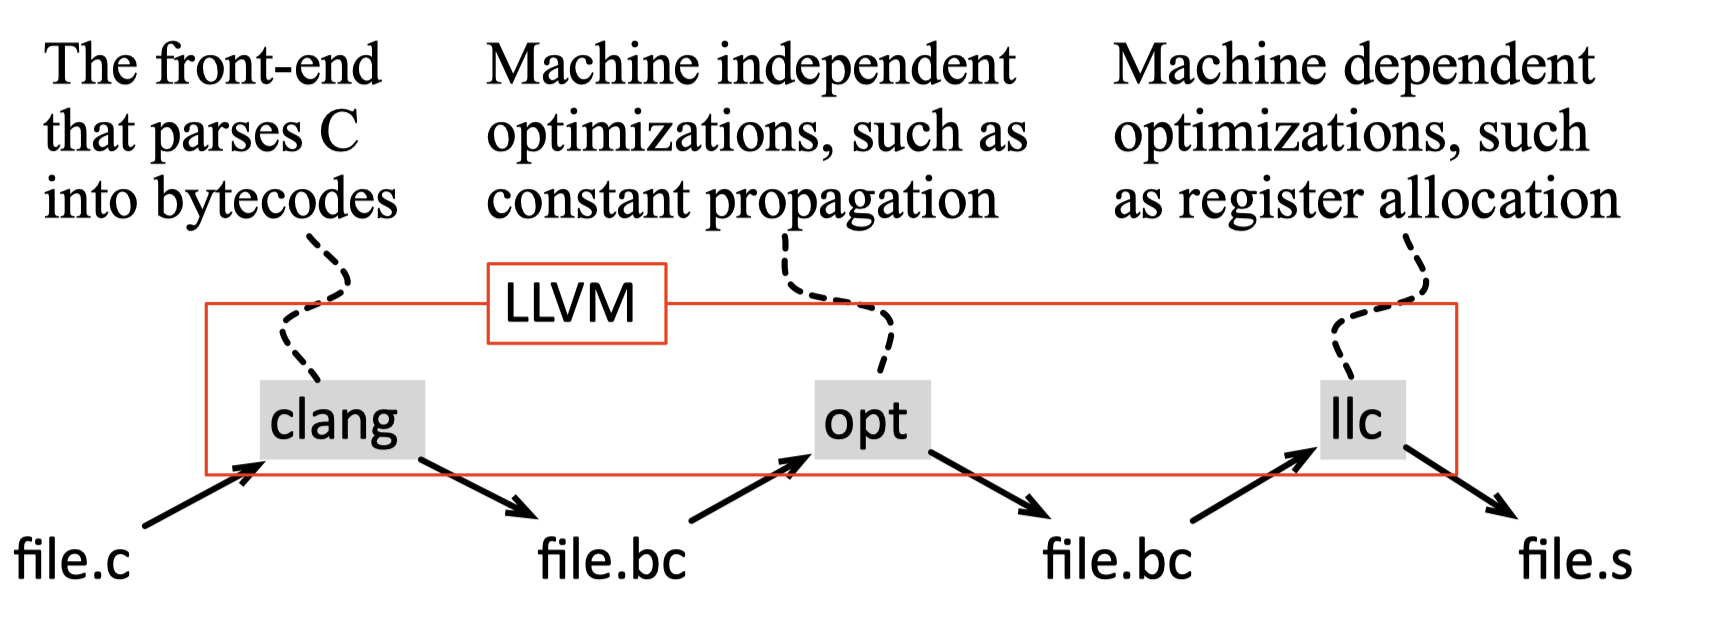 The front-end
that parses C
into bytecodes
Machine independent
optimizations, such as
constant propagation
Machine dependent
optimizations, such
as register allocation
LLVM
clang
opt
llc
file.c
file.bc
file.bc
file.s